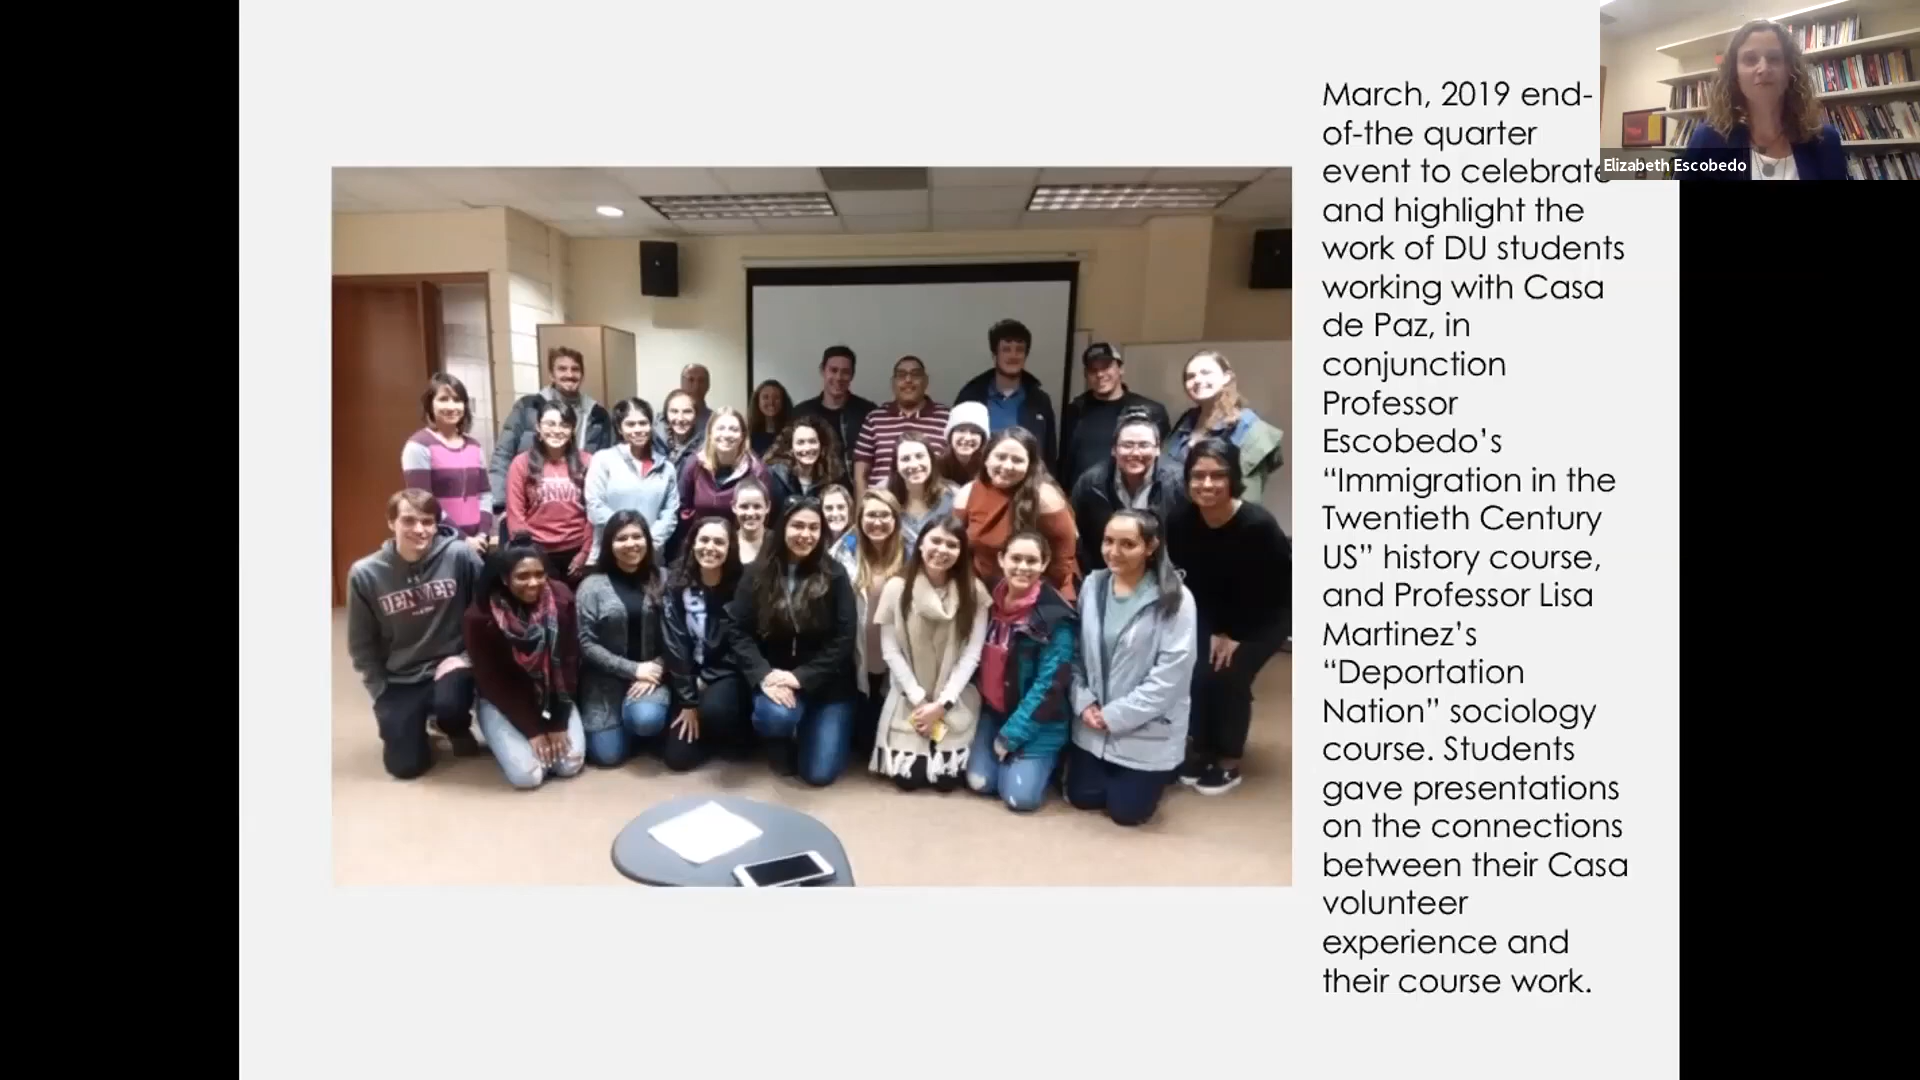 March, 2019 end-
of-the quarter
event to celebrate
and highlight the
work of DU students
working with Casa
de Paz, in
conjunction
Professor
Escobedo’s
“Immigration in the
Twentieth Century
US” history course,
and Professor Lisa
Martinez’s
“Deportation
Nation” sociology
course. Students
gave presentations
on the connections
between their Casa
volunteer
experience and
their course work.
Elizabeth Escobedo
DENVER